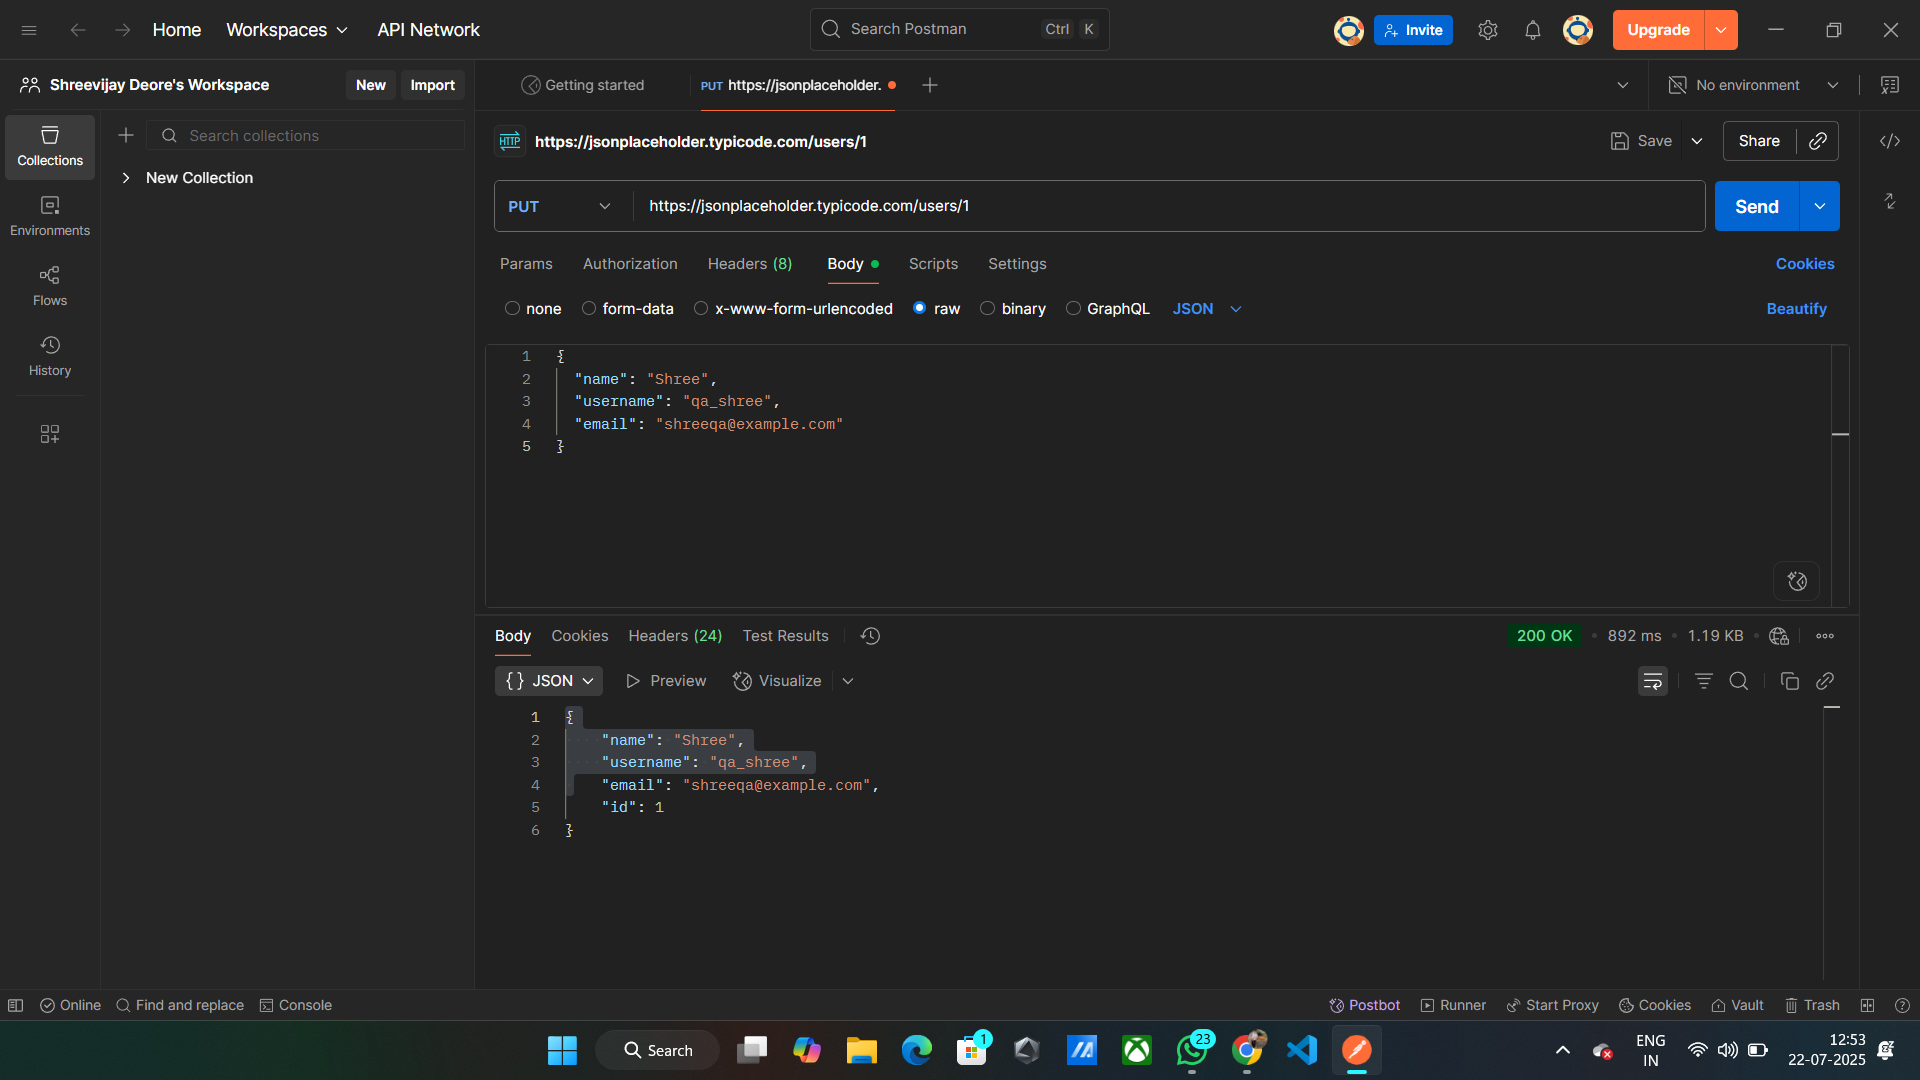 Home Workspaces API Network Search Postman Ctrl K Invite Upgrade
Shreevijay Deore's Workspace New Import Getting started PUT https://jsonplaceholder. No environment
Collections
Search collections
New Collection
Environments
Flows
History
HTTP https://jsonplaceholder.typicode.com/users/1 Save Share
PUT https://jsonplaceholder.typicode.com/users/1 Send
Params Authorization Headers (8) Body Scripts Settings Cookies
none form-data x-www-form-urlencoded raw binary GraphQL JSON Beautify
1 {
2 "name": "Shree",
3 "username": "qa_shree",
4 "email": "shreeqa@example.com"
5 }
Body Cookies Headers (24) Test Results 200 OK • 892 ms • 1.19 KB •
{} JSON Preview Visualize
1 {
2 "name": "Shree",
3 "username": "qa_shree",
4 "email": "shreeqa@example.com",
5 "id": 1
6 }
Online Find and replace Console Postbot Runner Start Proxy Cookies Vault Trash
Search 1 23 ENG IN 12:53
22-07-2025